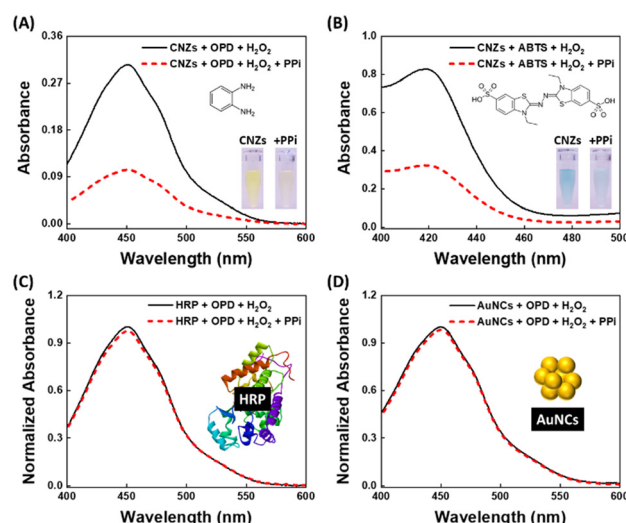 (A)
CNZs + OPD + H₂O₂
CNZs + OPD + H₂O₂ + PPi
NH₂
NH₂
CNZs +PPi
0.36
0.27
0.18
0.09
0.00
Absorbance
400 450 500 550 600
Wavelength (nm)
(B)
CNZs + ABTS + H₂O₂
CNZs + ABTS + H₂O₂ + PPi
HO S O O N S N N S N S O O OH
CNZs +PPi
1.0
0.8
0.6
0.4
0.2
0.0
Absorbance
400 420 440 460 480 500
Wavelength (nm)
(C)
HRP + OPD + H₂O₂
HRP + OPD + H₂O₂ + PPi
HRP
1.2
0.9
0.6
0.3
0.0
Normalized Absorbance
400 450 500 550 600
Wavelength (nm)
(D)
AuNCs + OPD + H₂O₂
AuNCs + OPD + H₂O₂ + PPi
AuNCs
1.2
0.9
0.6
0.3
0.0
Normalized Absorbance
400 450 500 550 600
Wavelength (nm)